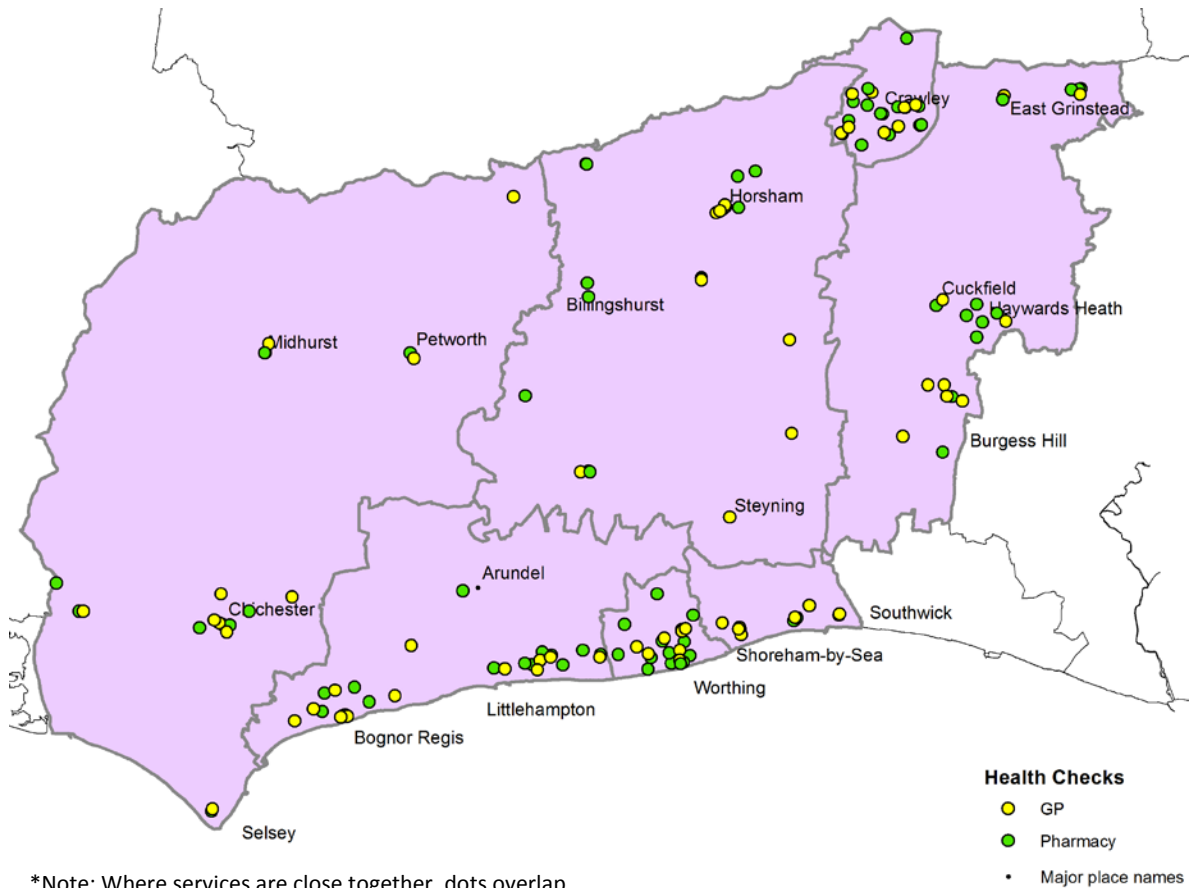 Crawley
East Grinstead
Horsham
Cuckfield
Haywards Heath
Billingshurst
Midhurst
Petworth
Burgess Hill
Steyning
Arundel
Chichester
Southwick
Shoreham-by-Sea
Worthing
Littlehampton
Bognor Regis
Selsey
Health Checks
GP
Pharmacy
Major place names
*Note: Where services are close together, dots overlap